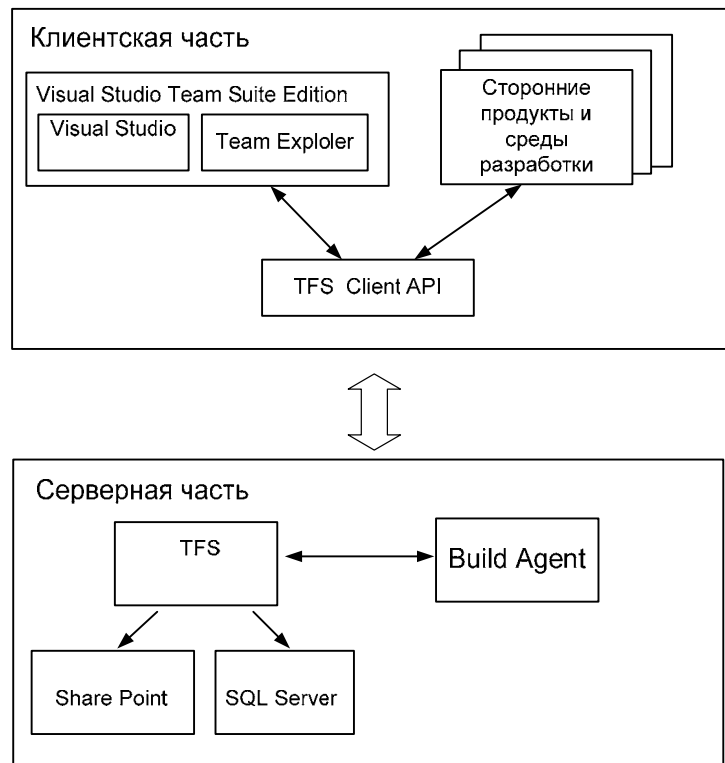 Клиентская часть
Visual Studio Team Suite Edition
Visual Studio
Team Exploler
Сторонние
продукты и
среды
разработки
TFS Client API
Серверная часть
TFS
Build Agent
Share Point
SQL Server